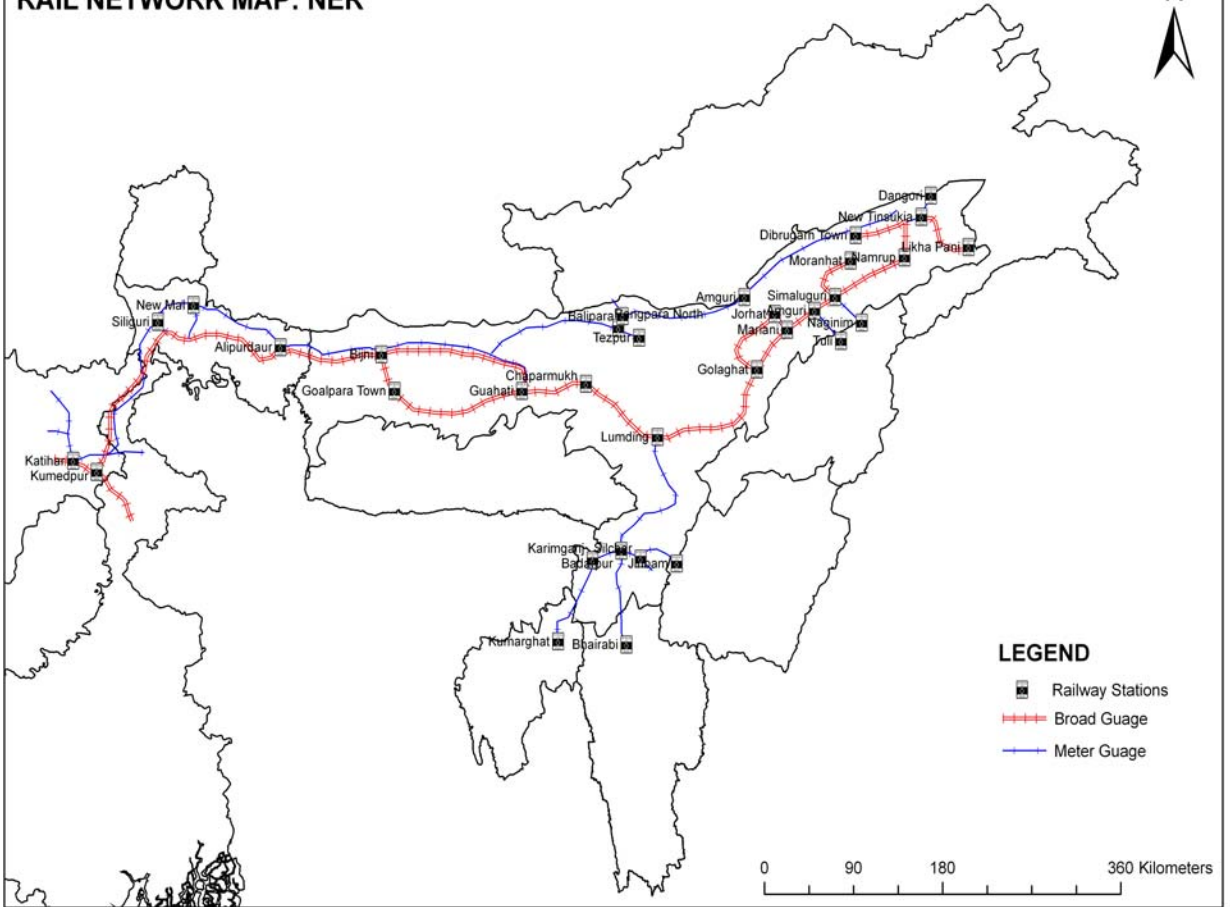 RAIL NETWORK MAP: NER
Dangori
New Tinsukia
Dibrugarh Town
Likha Pani
Moranhat
Namrup
New Mal
Amguri
Simaluguri
Siliguri
Balipara
Rangpara North
Jorhat
Amguri
Naginim
Tezpur
Mariani
Tuli
Alipurdaur
Bijni
Golaghat
Chaparmukh
Goalpara Town
Guahati
Lumding
Katihar
Kumedpur
Karimganj
Silchar
Badarpur
Jiribam
Kumarghat
Bhairabi
LEGEND
Railway Stations
Broad Guage
Meter Guage
0 90 180 360 Kilometers